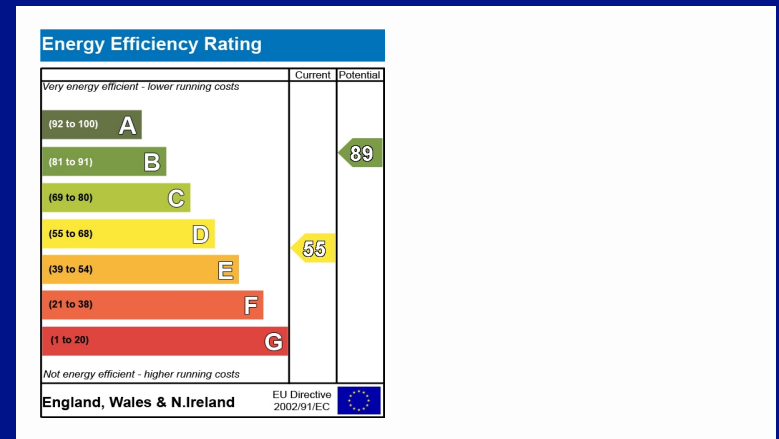 Energy Efficiency Rating
Current Potential
Very energy efficient - lower running costs
(92 to 100) A
(81 to 91) B
89
(69 to 80) C
(55 to 68) D
55
(39 to 54) E
(21 to 38) F
(1 to 20) G
Not energy efficient - higher running costs
England, Wales & N.Ireland
EU Directive
2002/91/EC